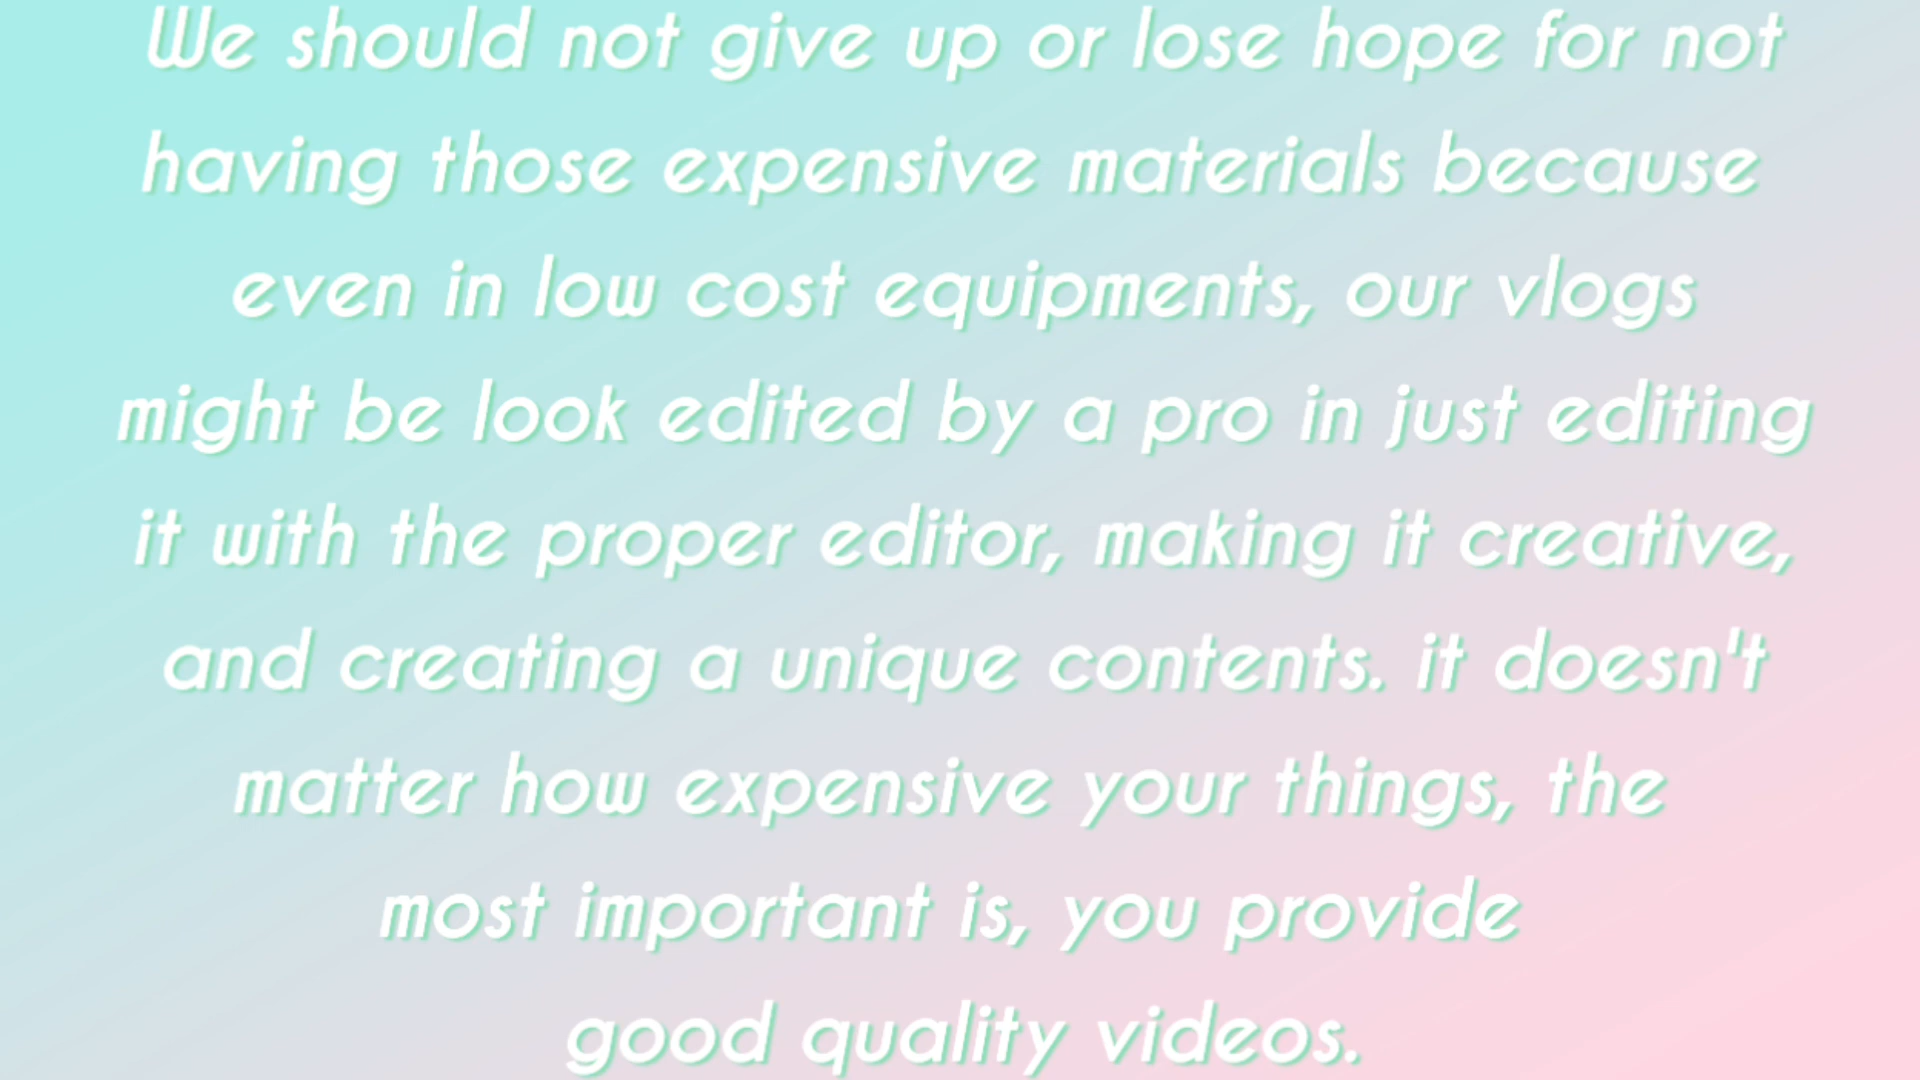 We should not give up or lose hope for not
having those expensive materials because
even in low cost equipments, our vlogs
might be look edited by a pro in just editing
it with the proper editor, making it creative,
and creating a unique contents. it doesn't
matter how expensive your things, the
most important is, you provide
good quality videos.